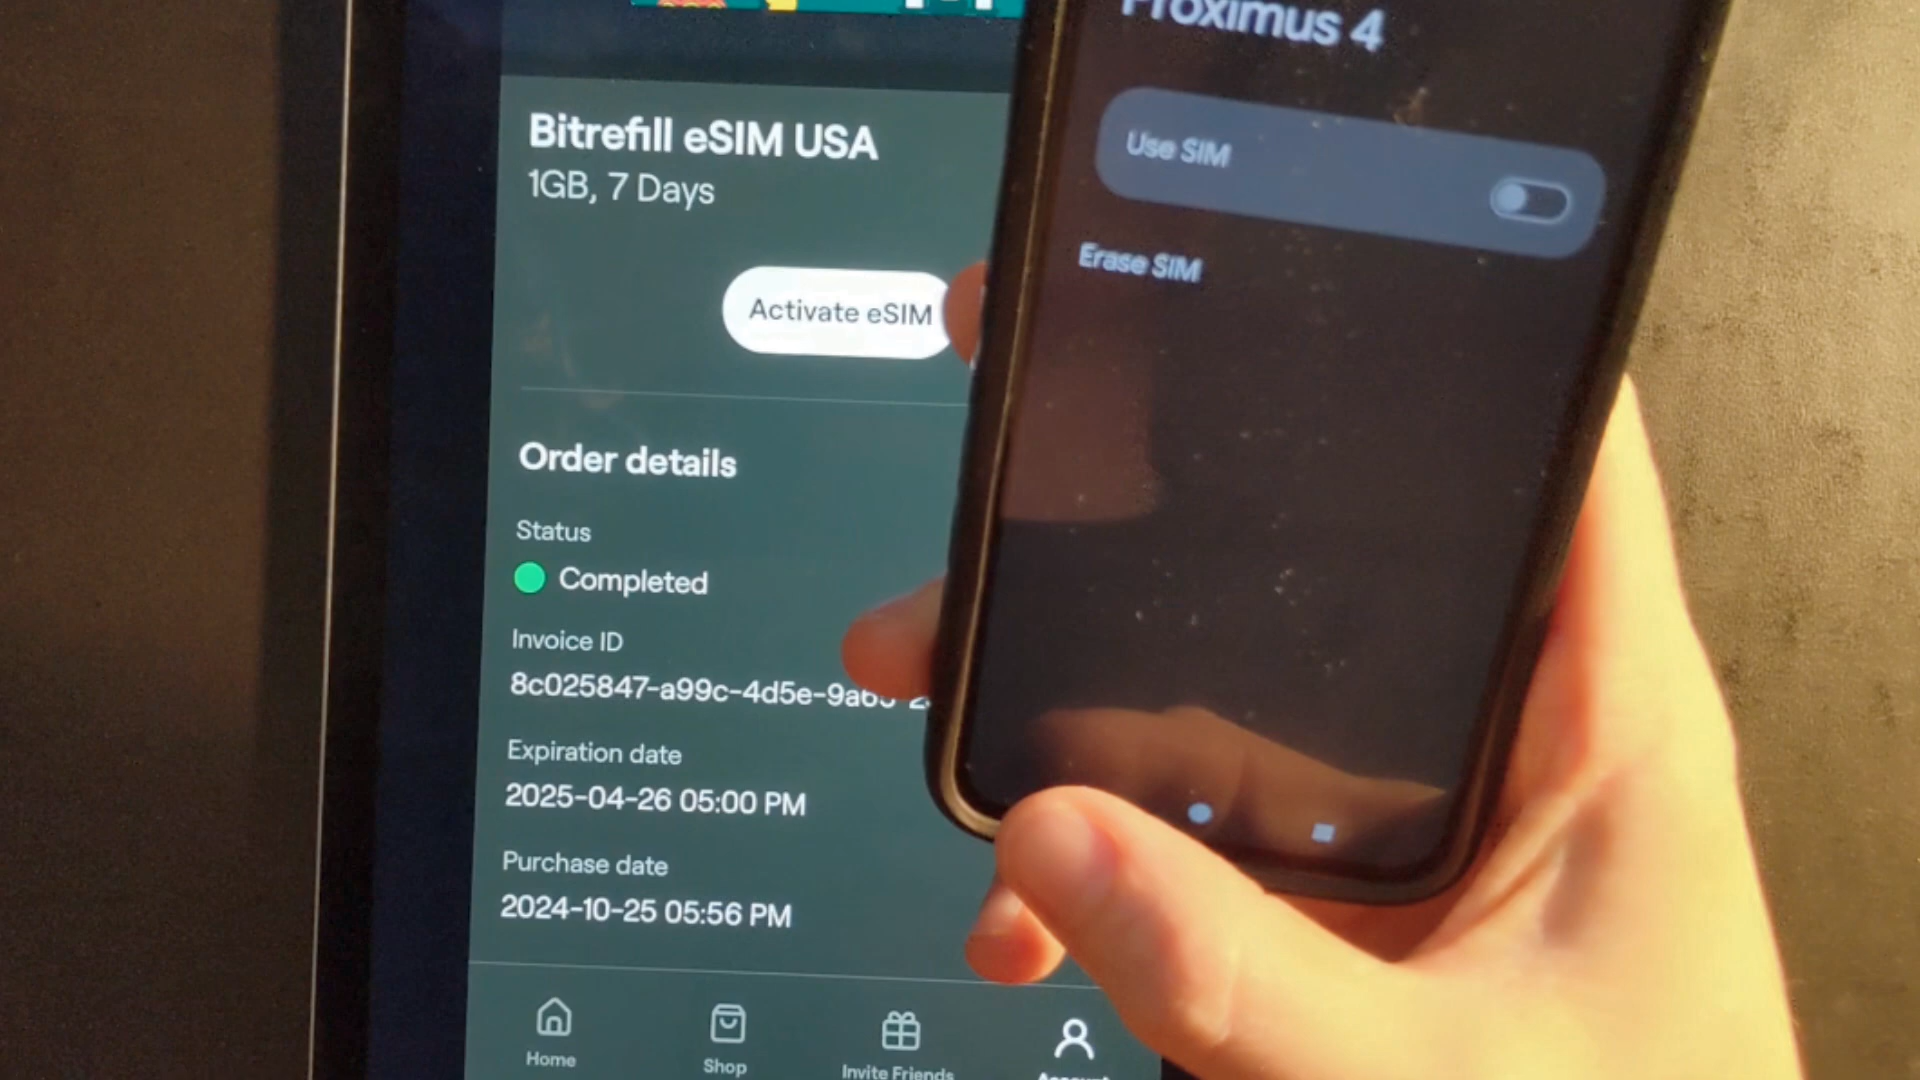 Bitrefill eSIM USA
1GB, 7 Days
Activate eSIM
Order details
Status
Completed
Invoice ID
8c025847-a99c-4d5e-9a6
Expiration date
2025-04-26 05:00 PM
Purchase date
2024-10-25 05:56 PM
Home
Shop
Invite Friends
Account
Proximus 4
Use SIM
Erase SIM